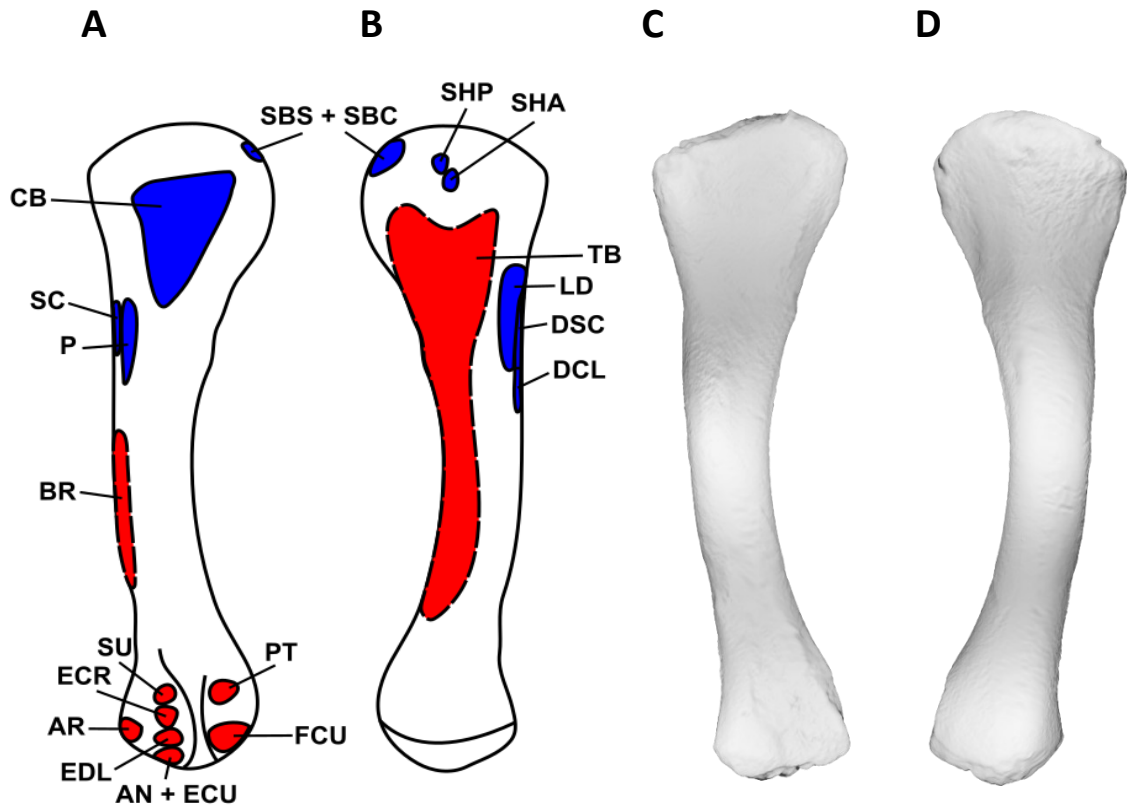 A B C D
SHP
SHA
SBS + SBC
CB
TB
LD
SC
DSC
P
DCL
BR
SU
PT
ECR
AR
FCU
EDL
AN + ECU